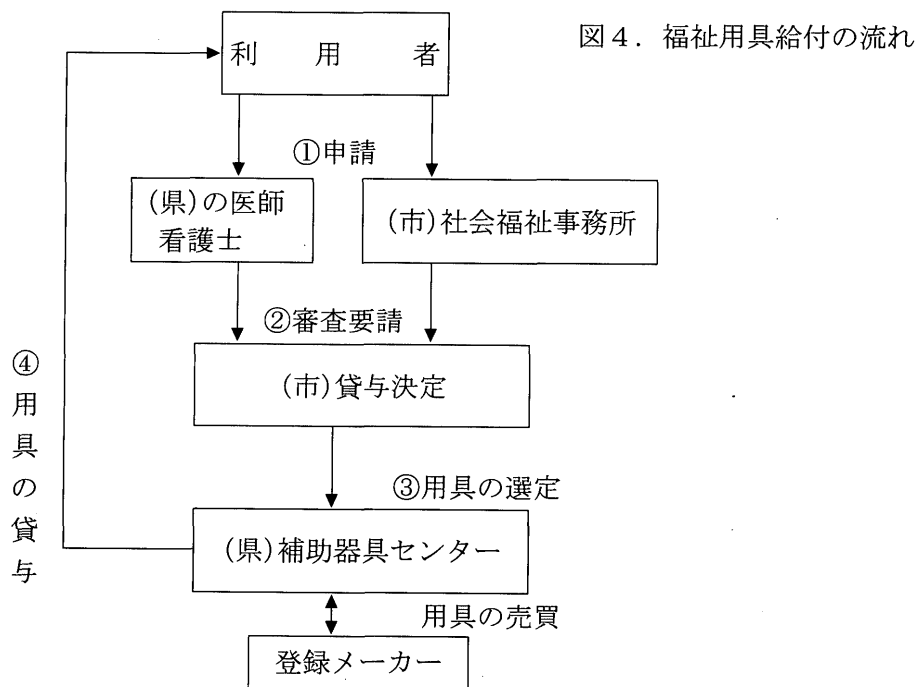 図４．福祉用具給付の流れ
利用者
①申請
(県)の医師
看護士
(市)社会福祉事務所
②審査要請
(市)貸与決定
③用具の選定
(県)補助器具センター
④用具の貸与
用具の売買
登録メーカー